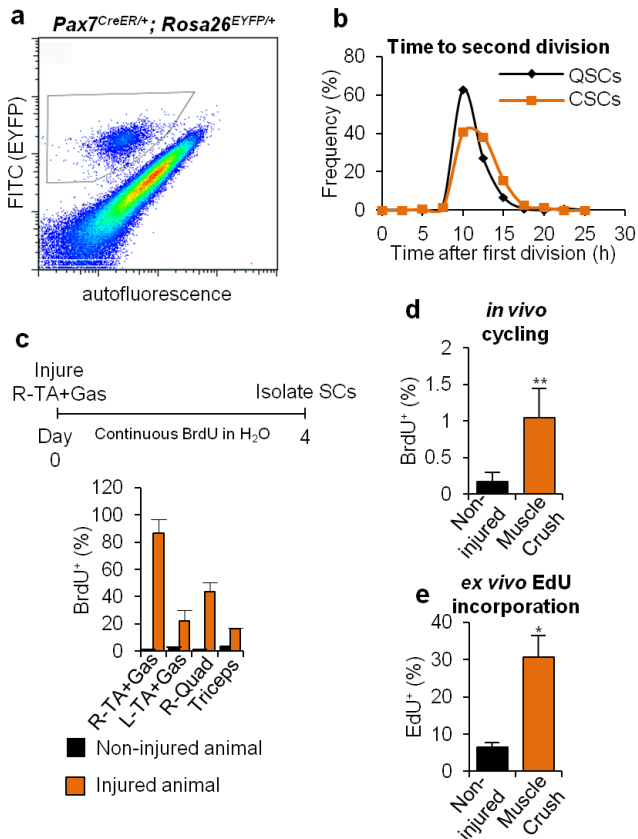 a
Pax7CreER/+; Rosa26EYFP/+
FITC (EYFP)
autofluorescence
b
Time to second division
QSCs
CSCs
Frequency (%)
80
60
40
20
0
0 5 10 15 20 25 30
Time after first division (h)
c
Injure
R-TA+Gas
Isolate SCs
Day
0
Continuous BrdU in H2O
4
BrdU+ (%)
120
100
80
60
40
20
0
R-TA+Gas
L-TA+Gas
R-Quad
Triceps
Non-injured animal
Injured animal
d
in vivo
cycling
BrdU+ (%)
2
1.5
1
0.5
0
**
Non-
injured
Muscle
Crush
e
ex vivo EdU
incorporation
EdU+ (%)
40
30
20
10
0
*
Non-
injured
Muscle
Crush